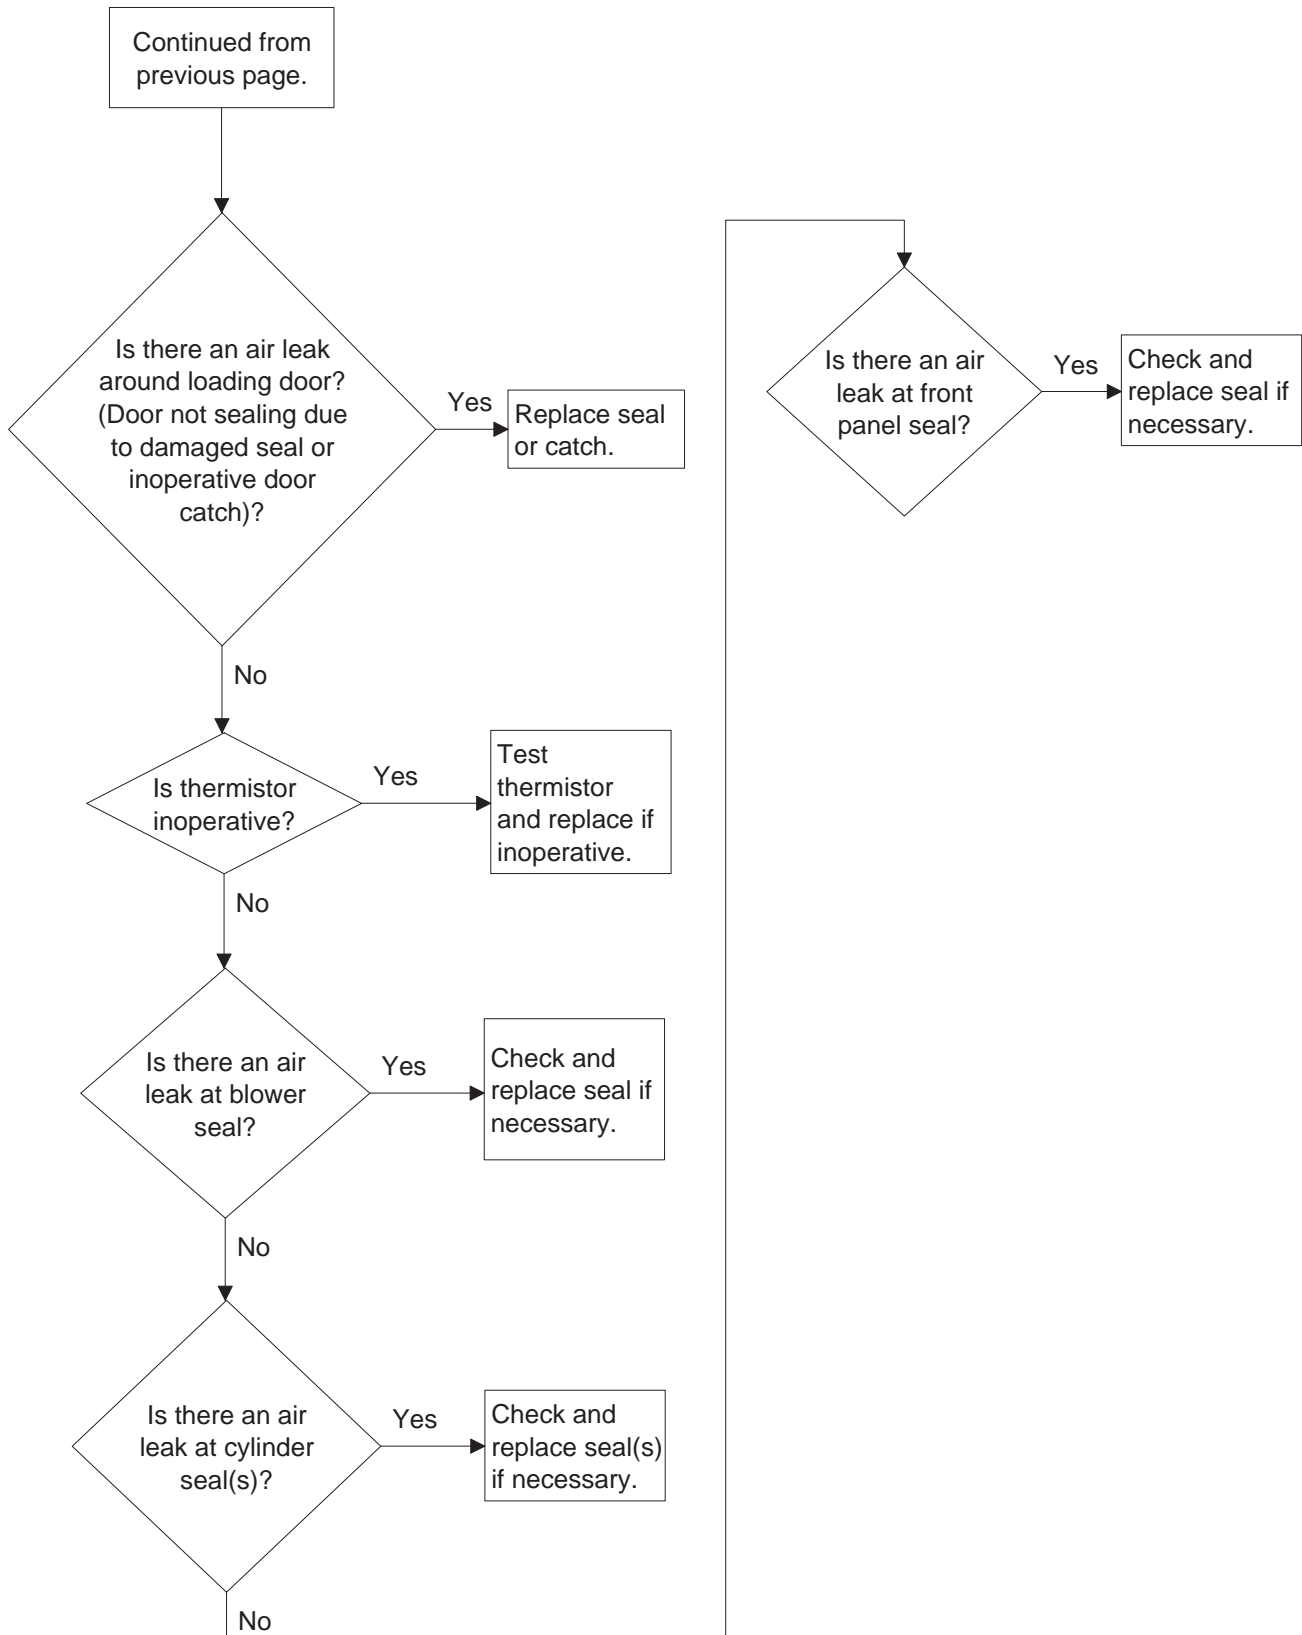 Continued from
previous page.
Is there an air leak
around loading door?
(Door not sealing due
to damaged seal or
inoperative door
catch)?
Yes
Replace seal
or catch.
No
Is thermistor
inoperative?
Yes
Test
thermistor
and replace if
inoperative.
No
Is there an air
leak at blower
seal?
Yes
Check and
replace seal if
necessary.
No
Is there an air
leak at cylinder
seal(s)?
Yes
Check and
replace seal(s)
if necessary.
No
Is there an air
leak at front
panel seal?
Yes
Check and
replace seal if
necessary.